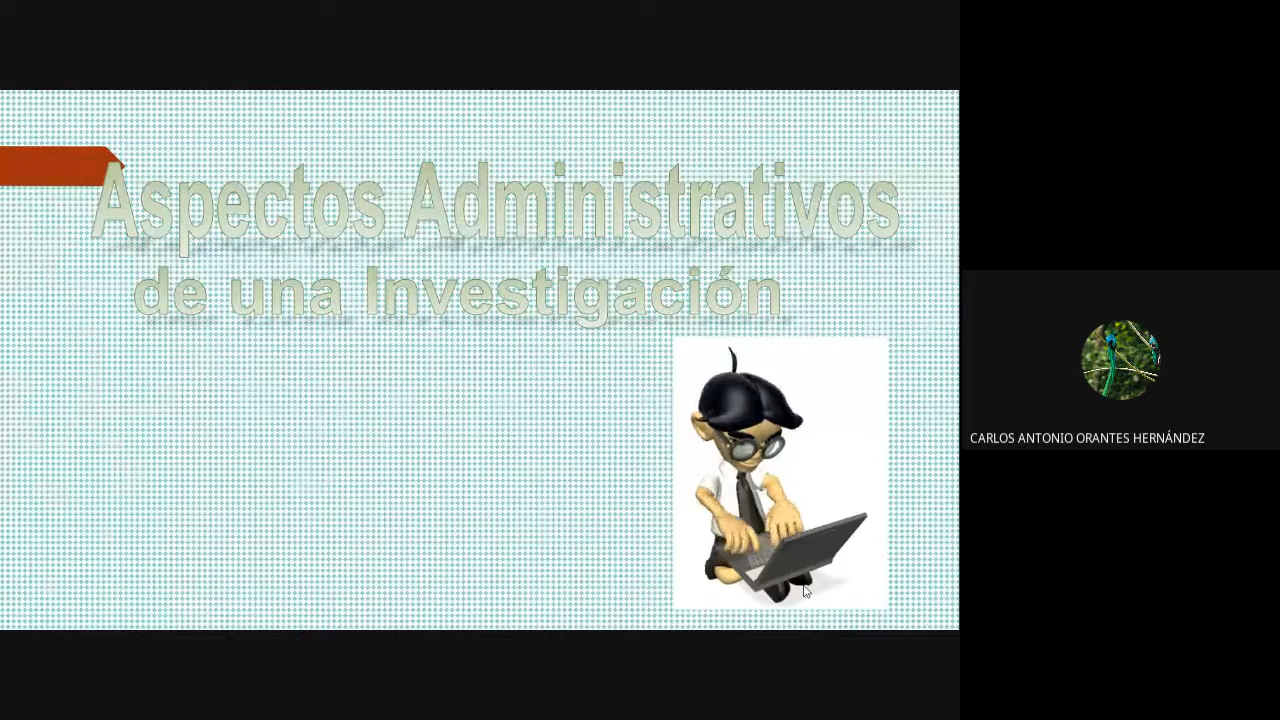 Aspectos Administrativos
de una Investigación
CARLOS ANTONIO ORANTES HERNÁNDEZ